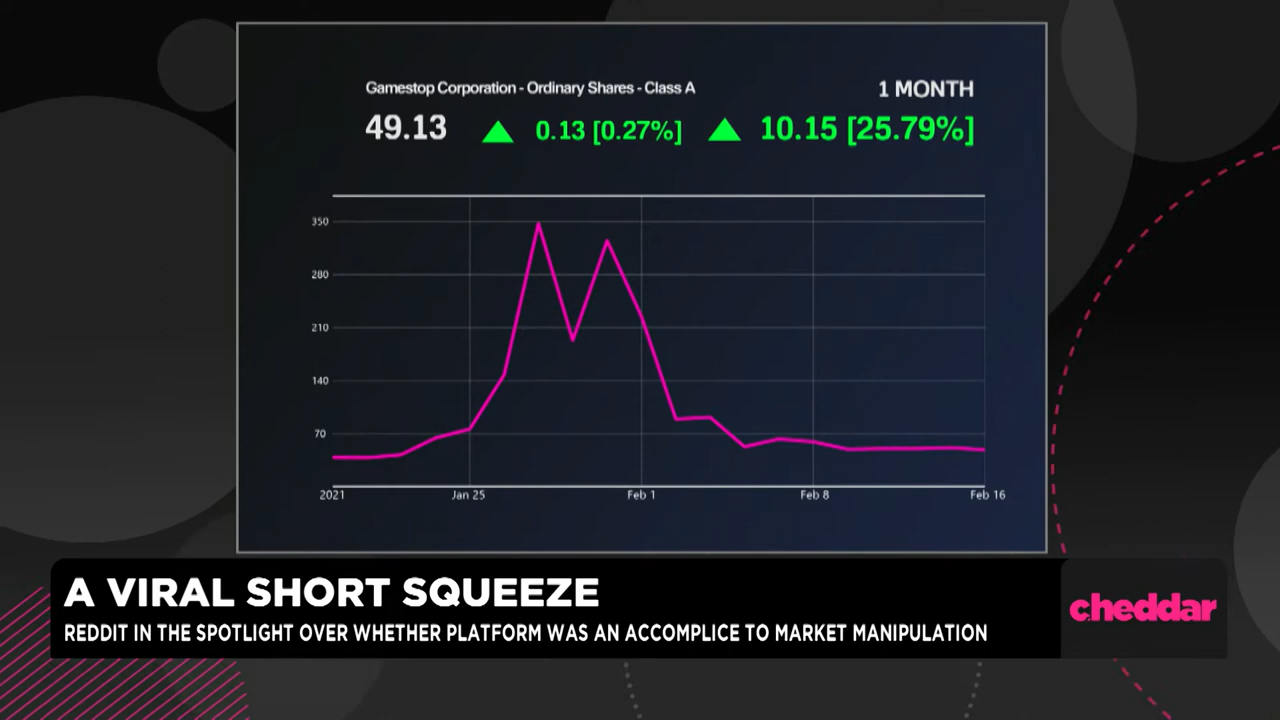 Gamestop Corporation - Ordinary Shares - Class A
1 MONTH
49.13 ▲ 0.13 [0.27%] ▲ 10.15 [25.79%]
350
280
210
140
70
2021 Jan 25 Feb 1 Feb 8 Feb 16
A VIRAL SHORT SQUEEZE
REDDIT IN THE SPOTLIGHT OVER WHETHER PLATFORM WAS AN ACCOMPLICE TO MARKET MANIPULATION
cheddar